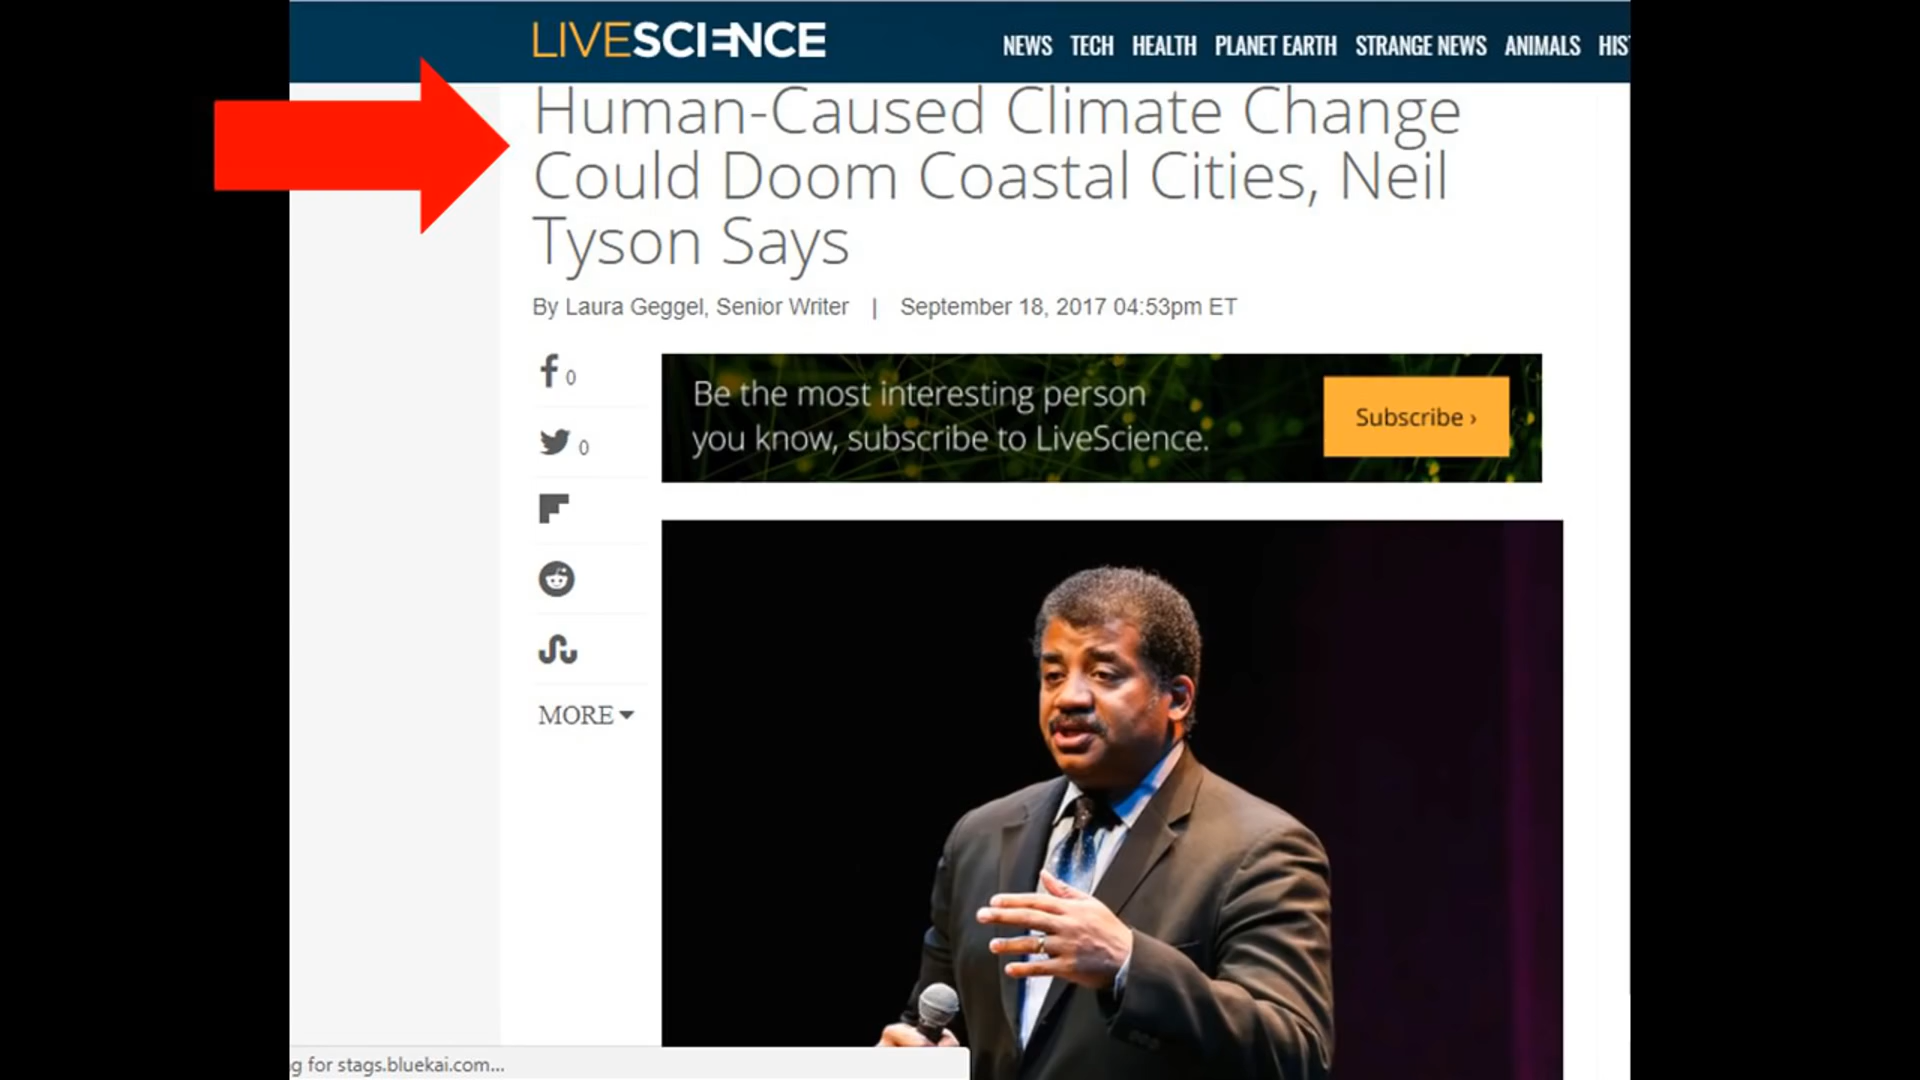 LIVESCIENCE
NEWS TECH HEALTH PLANET EARTH STRANGE NEWS ANIMALS HIS
Human-Caused Climate Change
Could Doom Coastal Cities, Neil
Tyson Says
By Laura Geggel, Senior Writer | September 18, 2017 04:53pm ET
0
0
MORE
Be the most interesting person
you know, subscribe to LiveScience.
Subscribe ›
g for stags.bluekai.com...